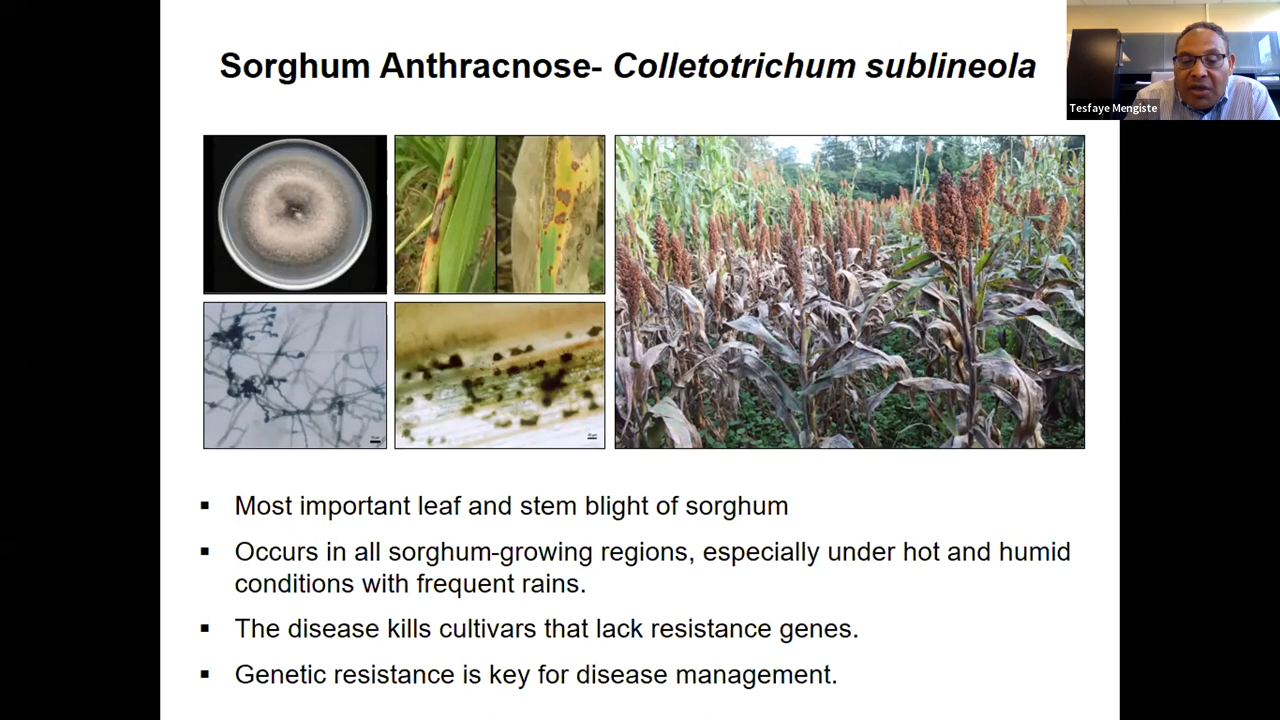 Sorghum Anthracnose- Colletotrichum sublineola
Tesfaye Mengiste
▪ Most important leaf and stem blight of sorghum
▪ Occurs in all sorghum-growing regions, especially under hot and humid
conditions with frequent rains.
▪ The disease kills cultivars that lack resistance genes.
▪ Genetic resistance is key for disease management.